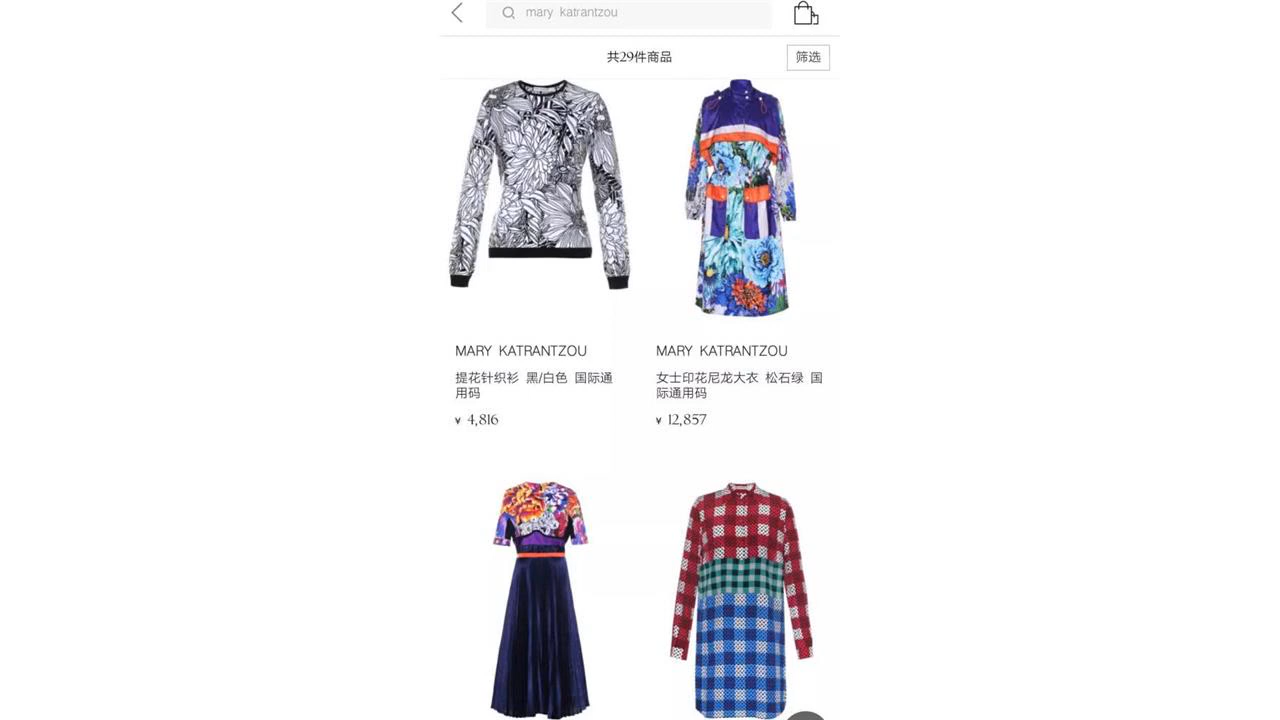 mary katrantzou
共29件商品
筛选
MARY KATRANTZOU
提花针织衫 黑/白色 国际通
用码
¥ 4,816
MARY KATRANTZOU
女士印花尼龙大衣 松石绿 国
际通用码
¥ 12,857